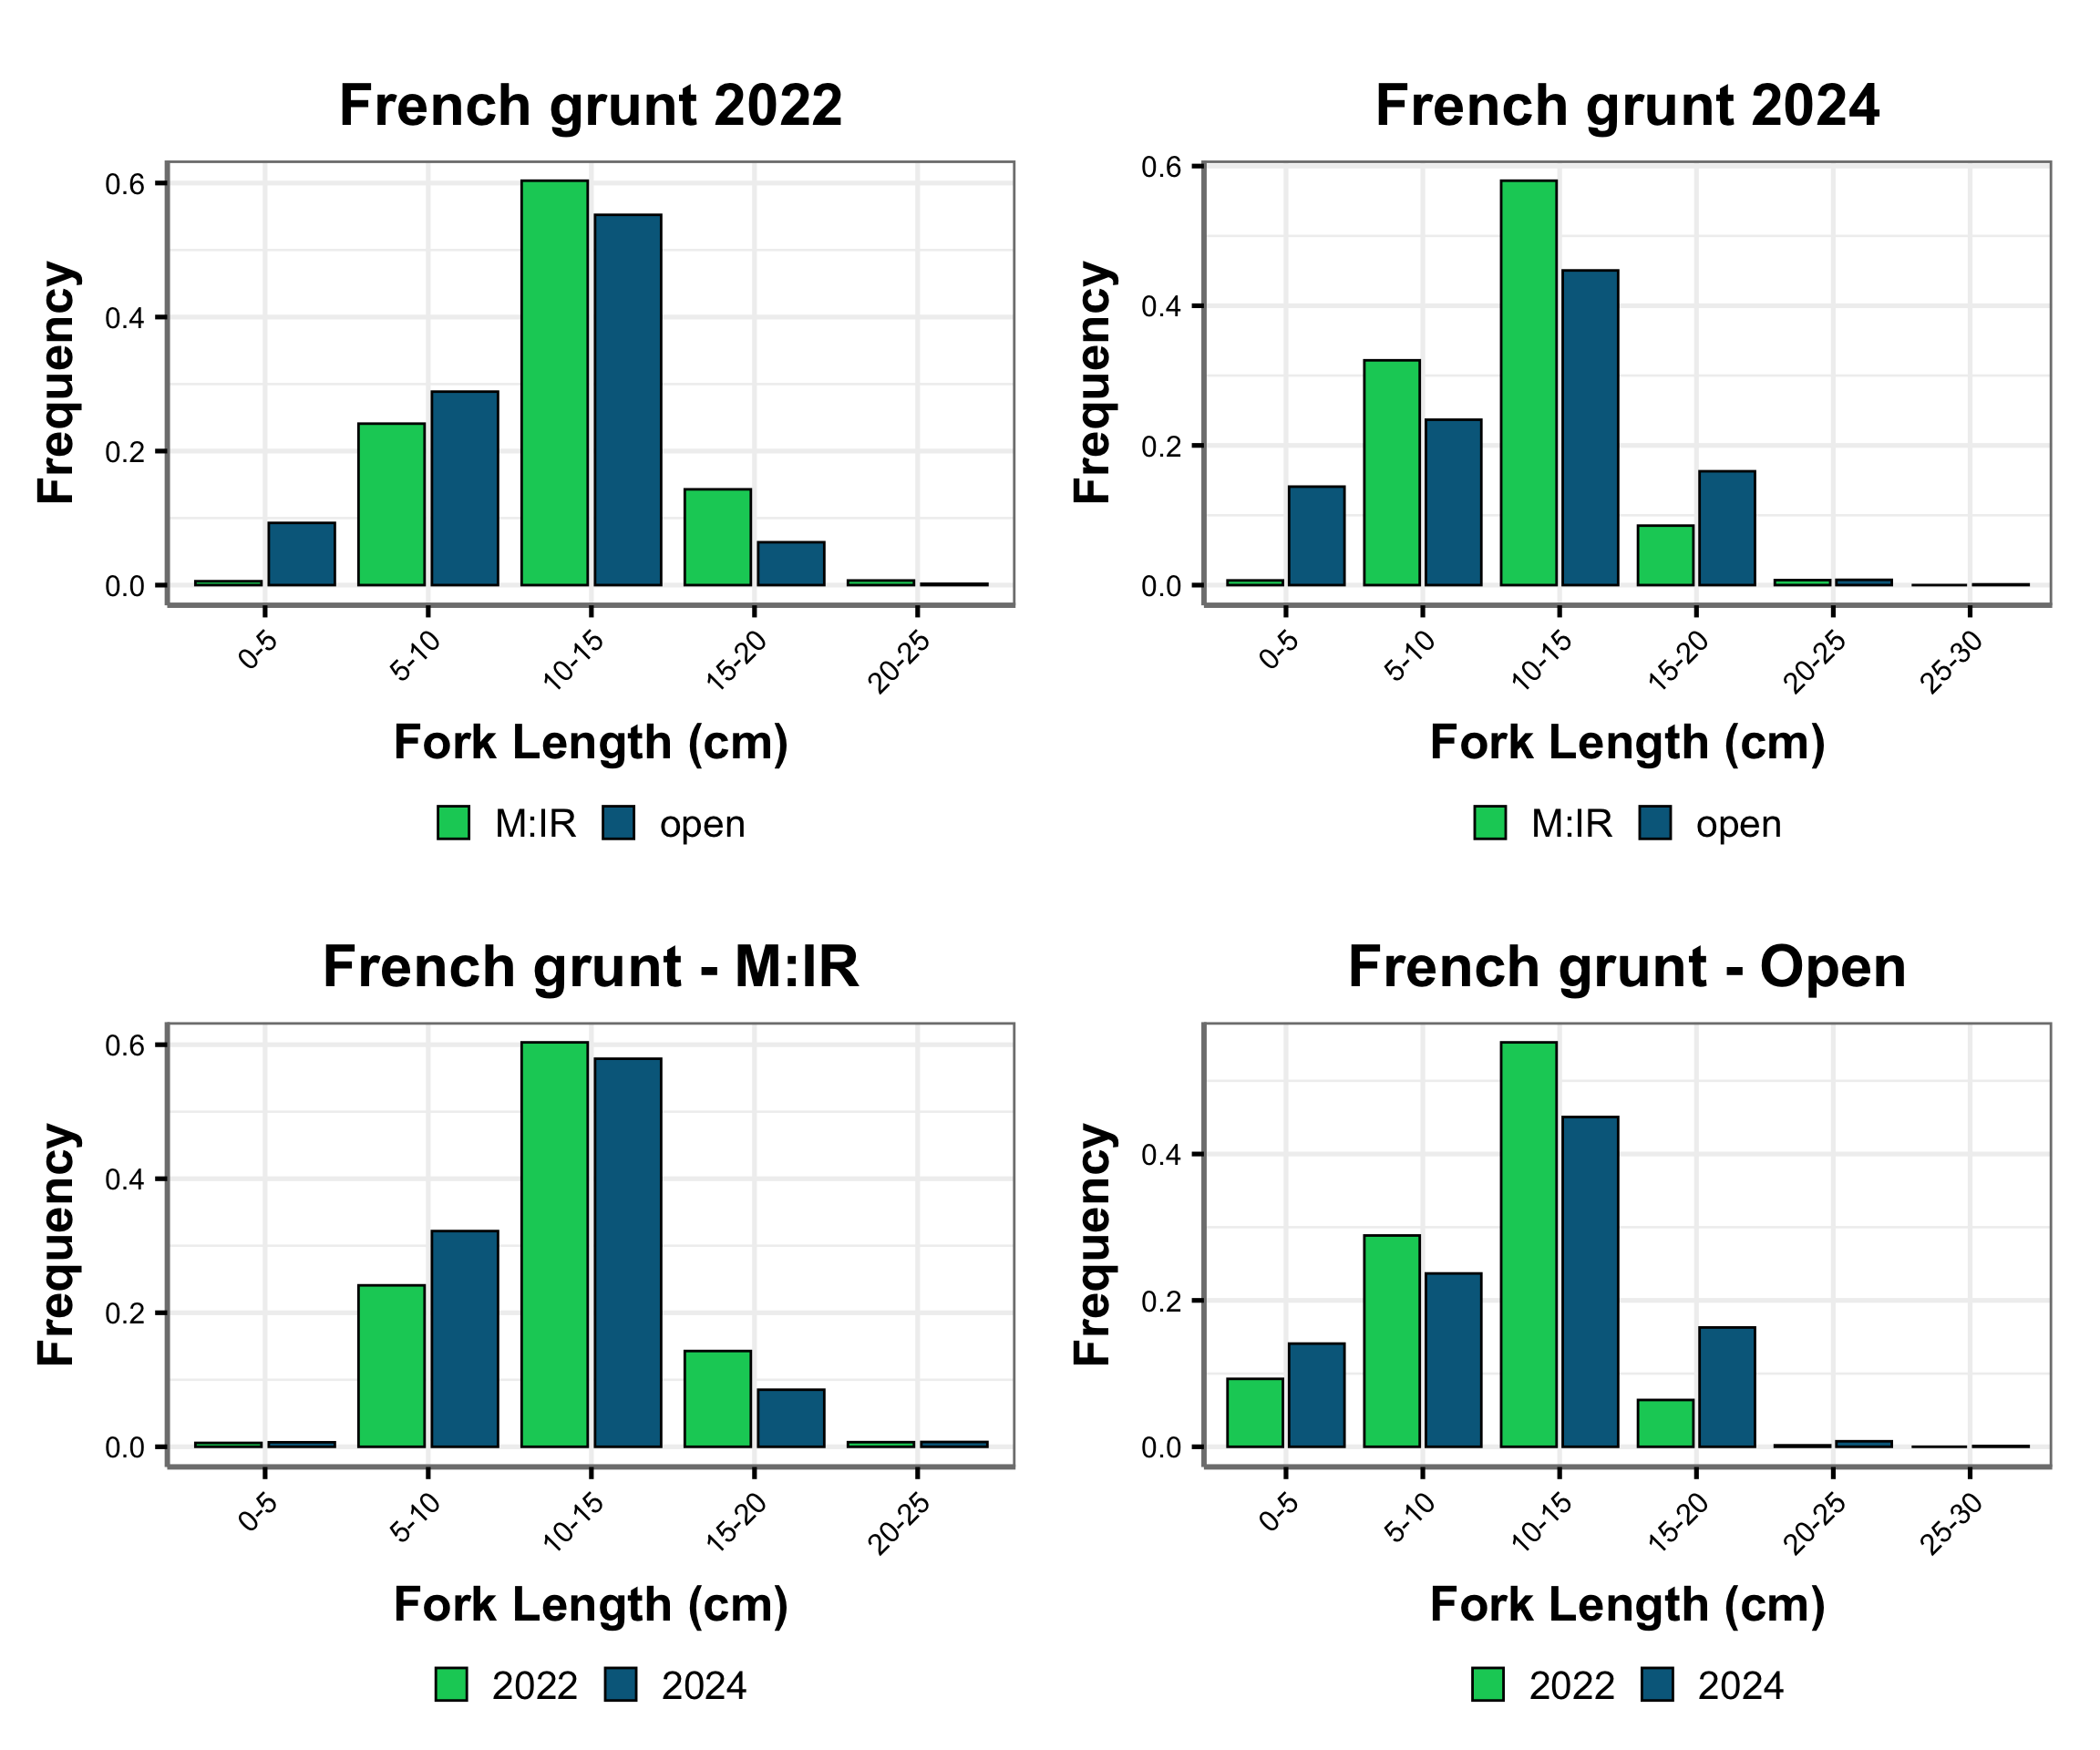 French grunt 2022
Frequency
0.6
0.4
0.2
0.0
0-5
5-10
10-15
15-20
20-25
Fork Length (cm)
M:IR
open
French grunt 2024
Frequency
0.6
0.4
0.2
0.0
0-5
5-10
10-15
15-20
20-25
25-30
Fork Length (cm)
M:IR
open
French grunt - M:IR
Frequency
0.6
0.4
0.2
0.0
0-5
5-10
10-15
15-20
20-25
Fork Length (cm)
2022
2024
French grunt - Open
Frequency
0.4
0.2
0.0
0-5
5-10
10-15
15-20
20-25
25-30
Fork Length (cm)
2022
2024